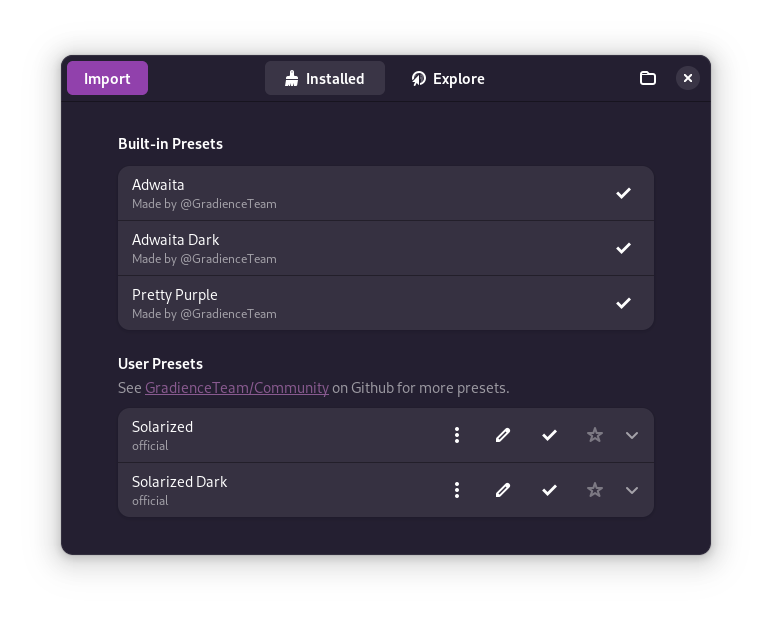 Import
Installed
Explore
Built-in Presets
Adwaita
Made by @GradienceTeam
Adwaita Dark
Made by @GradienceTeam
Pretty Purple
Made by @GradienceTeam
User Presets
See GradienceTeam/Community on Github for more presets.
Solarized
official
Solarized Dark
official